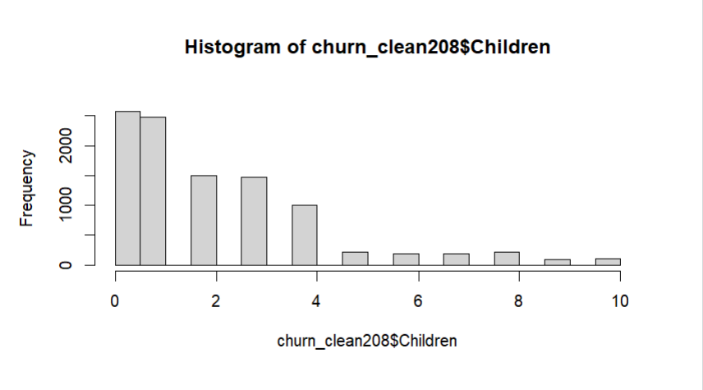 Histogram of churn_clean208$Children
Frequency
2000
1000
0
0 2 4 6 8 10
churn_clean208$Children